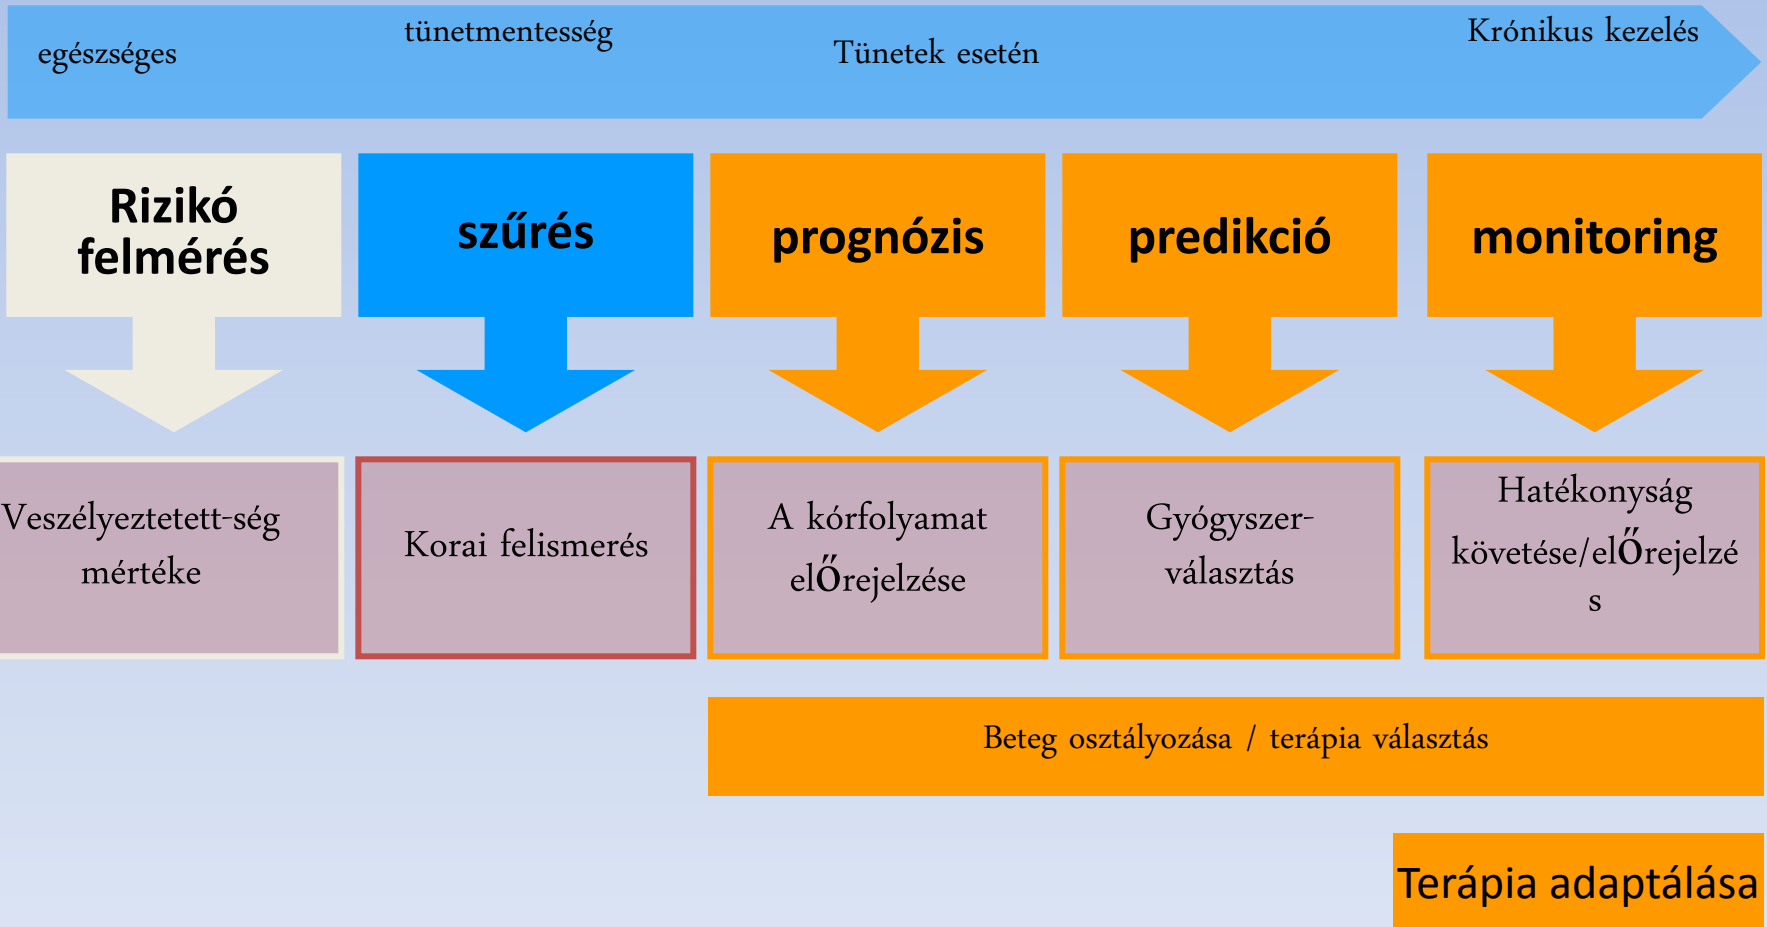 egészséges
tünetmentesség
Tünetek esetén
Krónikus kezelés
Rizikó
felmérés
szűrés
prognózis
predikció
monitoring
Veszélyeztetett-ség
mértéke
Korai felismerés
A kórfolyamat
előrejelzése
Gyógyszer-
választás
Hatékonyság
követése/előrejelzé
s
Beteg osztályozása / terápia választás
Terápia adaptálása